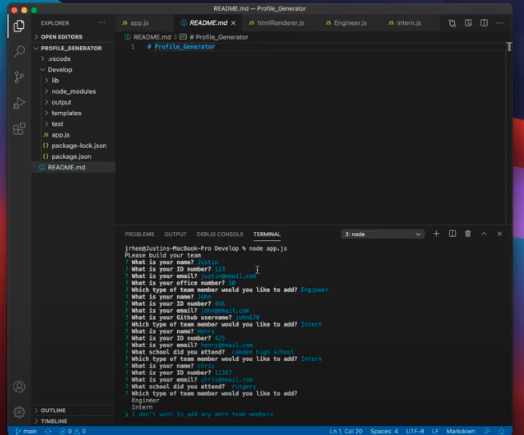 README.md — Profile_Generator
EXPLORER
JS app.js
README.md ×
JS htmlRenderer.js
JS Engineer.js
JS Intern.js
> OPEN EDITORS
PROFILE_GENERATOR
> .vscode
Develop
> lib
> node_modules
> output
> templates
> test
JS app.js
{} package-lock.json
{} package.json
README.md
> OUTLINE
> TIMELINE
README.md > # Profile_Generator
1 # Profile_Generator
PROBLEMS OUTPUT DEBUG CONSOLE TERMINAL
2: node
jrhee@Justins-MacBook-Pro Develop % node app.js
PLease build your team
? What is your name? Justin
? What is your ID number? 123
? What is your email? justin@email.com
? What is your office number? 10
? Which type of team member would you like to add? Engineer
? What is your name? John
? What is your ID number? 456
? What is your email? john@email.com
? What is your Github username? john678
? Which type of team member would you like to add? Intern
? What is your name? Henry
? What is your ID number? 425
? What is your email? henry@email.com
? What school did you attend? camden high school
? Which type of team member would you like to add? Intern
? What is your name? chris
? What is your ID number? 12367
? What is your email? chris@email.com
? What school did you attend?
? Which type of team member would you like to add?
Engineer
Intern
> I don't want to add any more team members
main
0 0
Ln 1, Col 20 Spaces: 4 UTF-8 LF Markdown